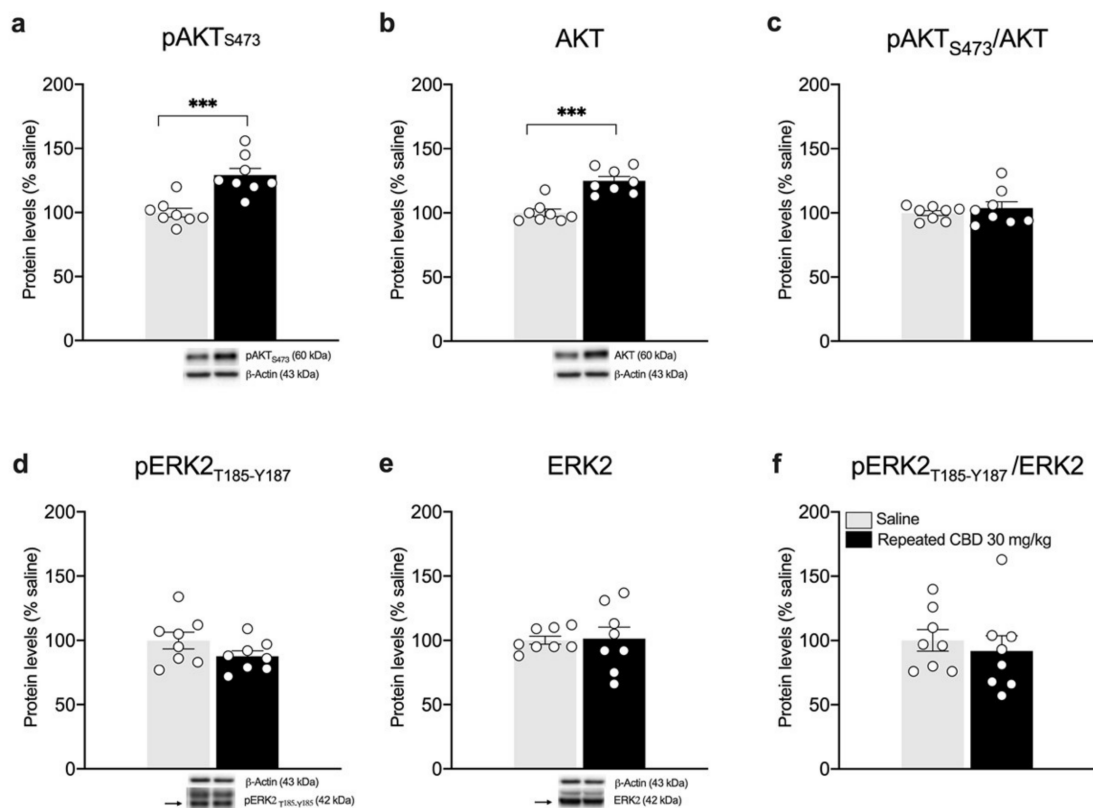 a
pAKTS473
Protein levels (% saline)
200
150
100
50
0
***
pAKTS473 (60 kDa)
β-Actin (43 kDa)
b
AKT
Protein levels (% saline)
200
150
100
50
0
***
AKT (60 kDa)
β-Actin (43 kDa)
c
pAKTS473/AKT
Protein levels (% saline)
200
150
100
50
0
d
pERK2T185-Y187
Protein levels (% saline)
200
150
100
50
0
β-Actin (43 kDa)
pERK2T185-Y185 (42 kDa)
e
ERK2
Protein levels (% saline)
200
150
100
50
0
β-Actin (43 kDa)
ERK2 (42 kDa)
f
pERK2T185-Y187/ERK2
Protein levels (% saline)
200
150
100
50
0
Saline
Repeated CBD 30 mg/kg